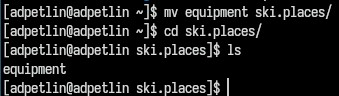 [adpetlin@adpetlin ~]$ mv equipment ski.places/
[adpetlin@adpetlin ~]$ cd ski.places/
[adpetlin@adpetlin ski.places]$ ls
equipment
[adpetlin@adpetlin ski.places]$